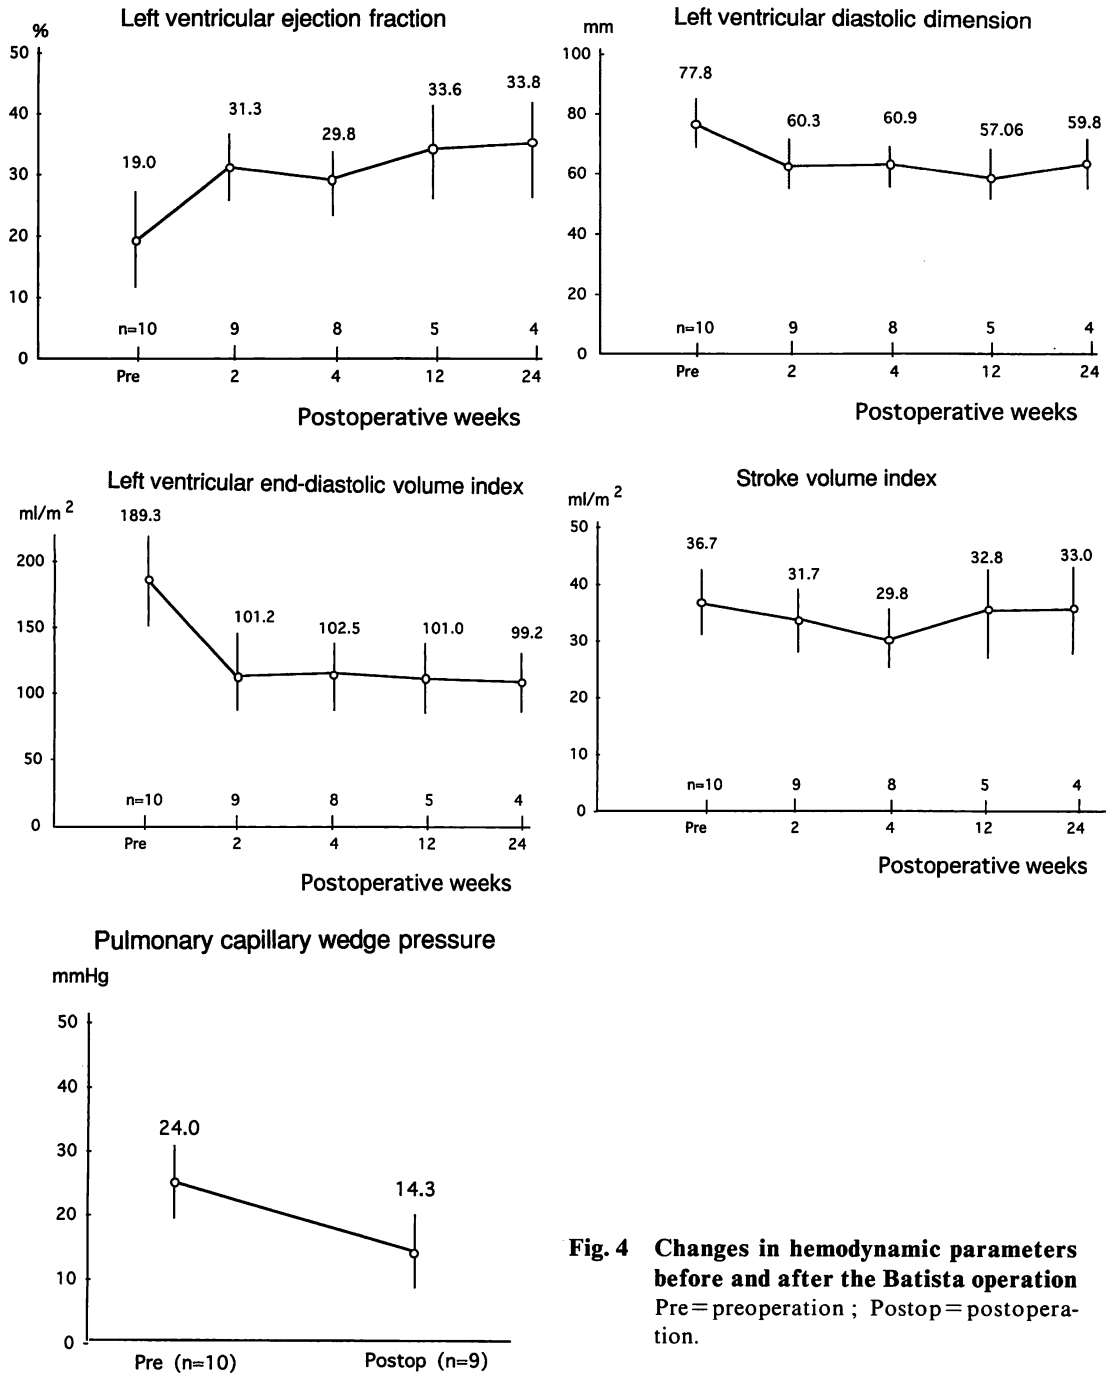 Left ventricular ejection fraction
%
50
40
30
20
10
0
19.0
31.3
29.8
33.6
33.8
n=10 9 8 5 4
Pre 2 4 12 24
Postoperative weeks
Left ventricular diastolic dimension
mm
100
80
60
40
20
0
77.8
60.3
60.9
57.06
59.8
n=10 9 8 5 4
Pre 2 4 12 24
Postoperative weeks
Left ventricular end-diastolic volume index
ml/m²
200
150
100
50
0
189.3
101.2
102.5
101.0
99.2
n=10 9 8 5 4
Pre 2 4 12 24
Postoperative weeks
Stroke volume index
ml/m²
50
40
30
20
10
0
36.7
31.7
29.8
32.8
33.0
n=10 9 8 5 4
Pre 2 4 12 24
Postoperative weeks
Pulmonary capillary wedge pressure
mmHg
50
40
30
20
10
0
24.0
14.3
Pre (n=10) Postop (n=9)
Fig. 4 Changes in hemodynamic parameters
before and after the Batista operation
Pre=preoperation ; Postop=postopera-
tion.